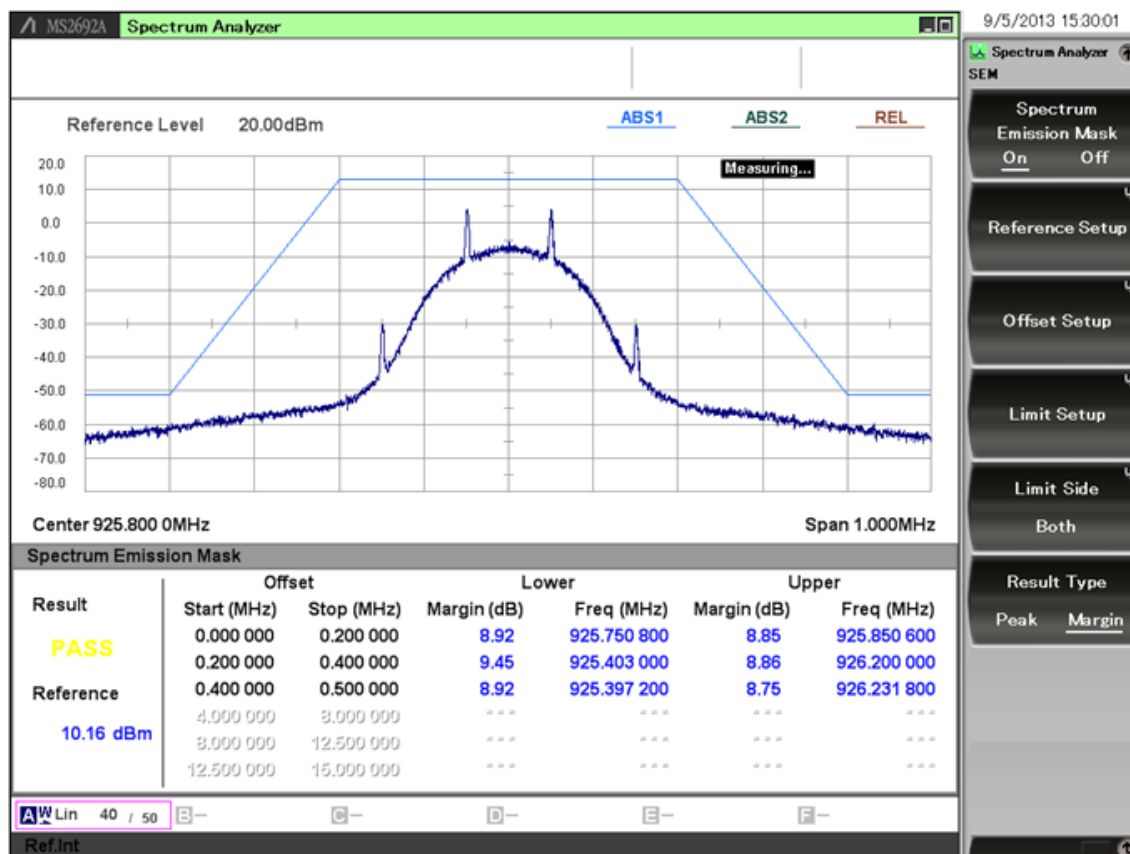 MS2692A Spectrum Analyzer
9/5/2013 15:30:01
Spectrum Analyzer
SEM
Spectrum
Emission Mask
On Off
Reference Setup
Offset Setup
Limit Setup
Limit Side
Both
Result Type
Peak Margin
Reference Level 20.00dBm
ABS1 ABS2 REL
Measuring...
20.0
10.0
0.0
-10.0
-20.0
-30.0
-40.0
-50.0
-60.0
-70.0
-80.0
Center 925.800 0MHz Span 1.000MHz
Spectrum Emission Mask
Offset Lower Upper
Result Start (MHz) Stop (MHz) Margin (dB) Freq (MHz) Margin (dB) Freq (MHz)
0.000 000 0.200 000 8.92 925.750 800 8.85 925.850 600
PASS
0.200 000 0.400 000 9.45 925.403 000 8.86 926.200 000
Reference 0.400 000 0.500 000 8.92 925.397 200 8.75 926.231 800
4.000 000 8.000 000 --- --- --- ---
10.16 dBm
8.000 000 12.500 000 --- --- --- ---
12.500 000 15.000 000 --- --- --- ---
A W Lin 40 / 50 B- C- D- E- F-
Ref.Int